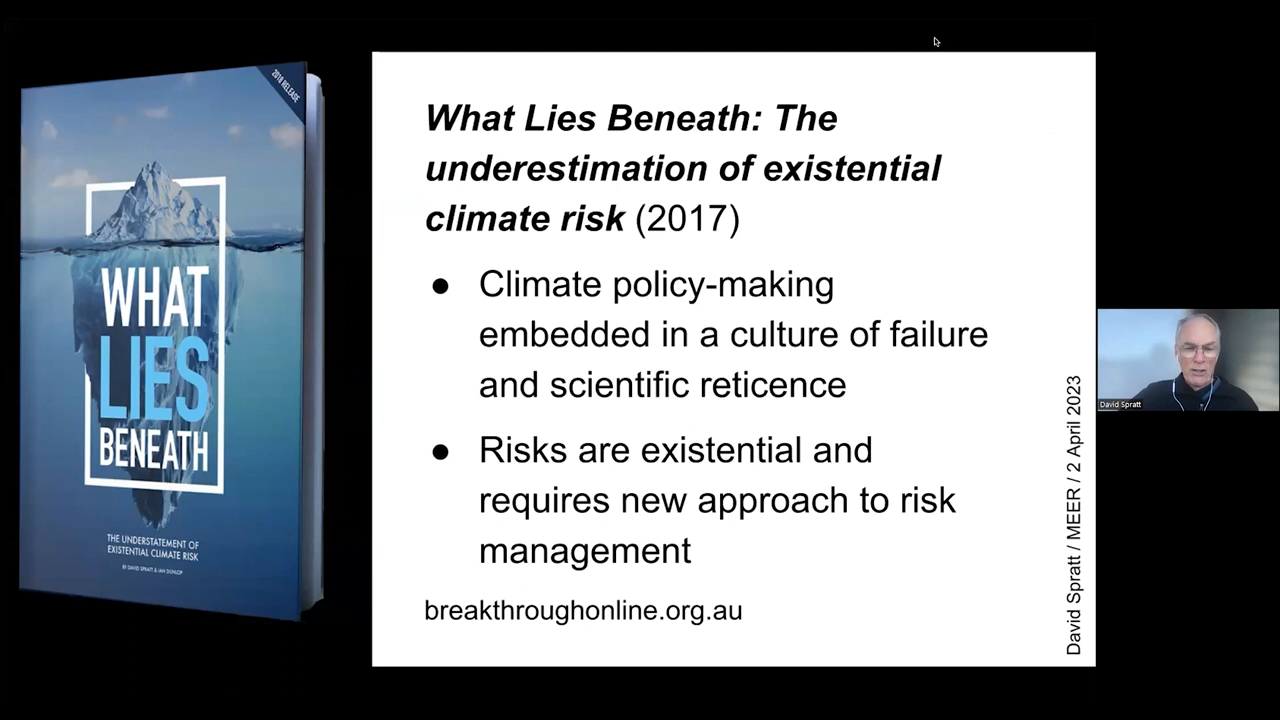 2018 RELEASE
WHAT
LIES
BENEATH
THE UNDERSTATEMENT OF
EXISTENTIAL CLIMATE RISK
BY DAVID SPRATT & IAN DUNLOP
What Lies Beneath: The
underestimation of existential
climate risk (2017)
● Climate policy-making
embedded in a culture of failure
and scientific reticence
● Risks are existential and
requires new approach to risk
management
breakthroughonline.org.au
David Spratt / MEER / 2 April 2023
David Spratt